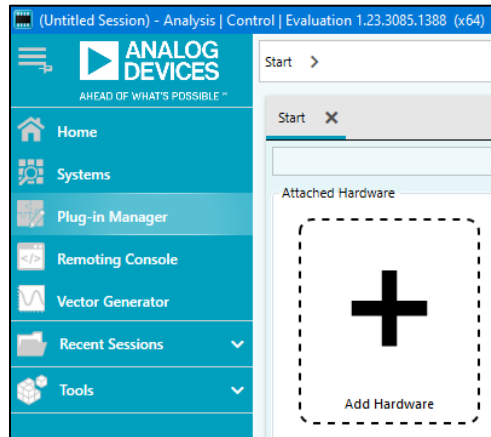 (Untitled Session) - Analysis | Control | Evaluation 1.23.3085.1388 (x64)
ANALOG
DEVICES
AHEAD OF WHAT'S POSSIBLE™
Home
Systems
Plug-in Manager
Remoting Console
Vector Generator
Recent Sessions
Tools
Start
Start
Attached Hardware
Add Hardware